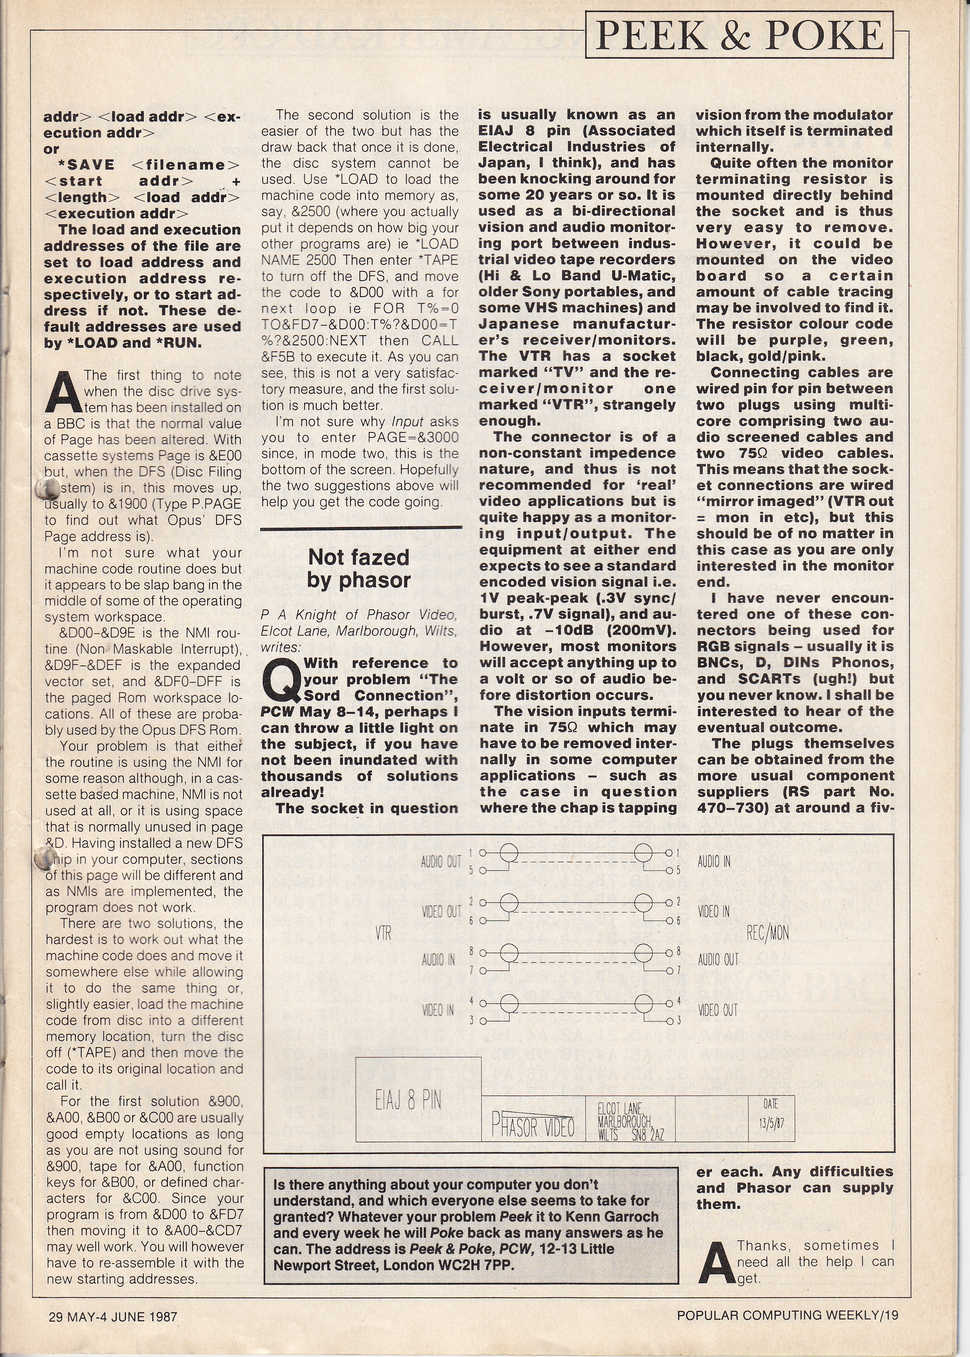 PEEK & POKE
addr> <load addr> <ex-
ecution addr>
or
*SAVE <filename>
<start addr> +
<length> <load addr>
<execution addr>
The load and execution
addresses of the file are
set to load address and
execution address re-
spectively, or to start ad-
dress if not. These de-
fault addresses are used
by *LOAD and *RUN.
A The first thing to note
when the disc drive sys-
tem has been installed on
a BBC is that the normal value
of Page has been altered. With
cassette systems Page is &E00
but, when the DFS (Disc Filing
stem) is in, this moves up,
usually to &1900 (Type P.PAGE
to find out what Opus' DFS
Page address is).
I'm not sure what your
machine code routine does but
it appears to be slap bang in the
middle of some of the operating
system workspace.
&D00-&D9E is the NMI rou-
tine (Non Maskable Interrupt),
&D9F-&DEF is the expanded
vector set, and &DF0-DFF is
the paged Rom workspace lo-
cations. All of these are proba-
bly used by the Opus DFS Rom.
Your problem is that either
the routine is using the NMI for
some reason although, in a cas-
sette based machine, NMI is not
used at all, or it is using space
that is normally unused in page
&D. Having installed a new DFS
hip in your computer, sections
of this page will be different and
as NMIs are implemented, the
program does not work.
There are two solutions, the
hardest is to work out what the
machine code does and move it
somewhere else while allowing
it to do the same thing or,
slightly easier, load the machine
code from disc into a different
memory location, turn the disc
off (*TAPE) and then move the
code to its original location and
call it.
For the first solution &900,
&A00, &B00 or &C00 are usually
good empty locations as long
as you are not using sound for
&900, tape for &A00, function
keys for &B00, or defined char-
acters for &C00. Since your
program is from &D00 to &FD7
then moving it to &A00-&CD7
may well work. You will however
have to re-assemble it with the
new starting addresses.
The second solution is the
easier of the two but has the
draw back that once it is done,
the disc system cannot be
used. Use *LOAD to load the
machine code into memory as,
say, &2500 (where you actually
put it depends on how big your
other programs are) ie *LOAD
NAME 2500 Then enter *TAPE
to turn off the DFS, and move
the code to &D00 with a for
next loop ie FOR T%=0
TO&FD7-&D00:T%?&D00=T
%?&2500:NEXT then CALL
&F5B to execute it. As you can
see, this is not a very satisfac-
tory measure, and the first solu-
tion is much better.
I'm not sure why Input asks
you to enter PAGE=&3000
since, in mode two, this is the
bottom of the screen. Hopefully
the two suggestions above will
help you get the code going.
Not fazed
by phasor
P A Knight of Phasor Video,
Elcot Lane, Marlborough, Wilts,
writes:
Q With reference to
your problem "The
Sord Connection",
PCW May 8-14, perhaps I
can throw a little light on
the subject, if you have
not been inundated with
thousands of solutions
already!
The socket in question
is usually known as an
EIAJ 8 pin (Associated
Electrical Industries of
Japan, I think), and has
been knocking around for
some 20 years or so. It is
used as a bi-directional
vision and audio monitor-
ing port between indus-
trial video tape recorders
(Hi & Lo Band U-Matic,
older Sony portables, and
some VHS machines) and
Japanese manufactur-
er's receiver/monitors.
The VTR has a socket
marked "TV" and the re-
ceiver/monitor one
marked "VTR", strangely
enough.
The connector is of a
non-constant impedence
nature, and thus is not
recommended for 'real'
video applications but is
quite happy as a monitor-
ing input/output. The
equipment at either end
expects to see a standard
encoded vision signal i.e.
1V peak-peak (.3V sync/
burst, .7V signal), and au-
dio at -10dB (200mV).
However, most monitors
will accept anything up to
a volt or so of audio be-
fore distortion occurs.
The vision inputs termi-
nate in 75Ω which may
have to be removed inter-
nally in some computer
applications – such as
the case in question
where the chap is tapping
vision from the modulator
which itself is terminated
internally.
Quite often the monitor
terminating resistor is
mounted directly behind
the socket and is thus
very easy to remove.
However, it could be
mounted on the video
board so a certain
amount of cable tracing
may be involved to find it.
The resistor colour code
will be purple, green,
black, gold/pink.
Connecting cables are
wired pin for pin between
two plugs using multi-
core comprising two au-
dio screened cables and
two 75Ω video cables.
This means that the sock-
et connections are wired
"mirror imaged" (VTR out
= mon in etc), but this
should be of no matter in
this case as you are only
interested in the monitor
end.
I have never encoun-
tered one of these con-
nectors being used for
RGB signals – usually it is
BNCs, D, DINs Phonos,
and SCARTs (ugh!) but
you never know. I shall be
interested to hear of the
eventual outcome.
The plugs themselves
can be obtained from the
more usual component
suppliers (RS part No.
470-730) at around a fiv-
AUDIO OUT 1 5 1 5 AUDIO IN
VIDEO OUT 2 6 2 6 VIDEO IN
VTR REC/MON
AUDIO IN 8 7 8 7 AUDIO OUT
VIDEO IN 4 3 4 3 VIDEO OUT
EIAJ 8 PIN
PHASOR VIDEO
ELCOT LANE,
MARLBOROUGH,
WILTS SN8 2AZ
DATE
13/5/87
Is there anything about your computer you don't
understand, and which everyone else seems to take for
granted? Whatever your problem Peek it to Kenn Garroch
and every week he will Poke back as many answers as he
can. The address is Peek & Poke, PCW, 12-13 Little
Newport Street, London WC2H 7PP.
er each. Any difficulties
and Phasor can supply
them.
A Thanks, sometimes I
need all the help I can
get.
29 MAY-4 JUNE 1987
POPULAR COMPUTING WEEKLY/19